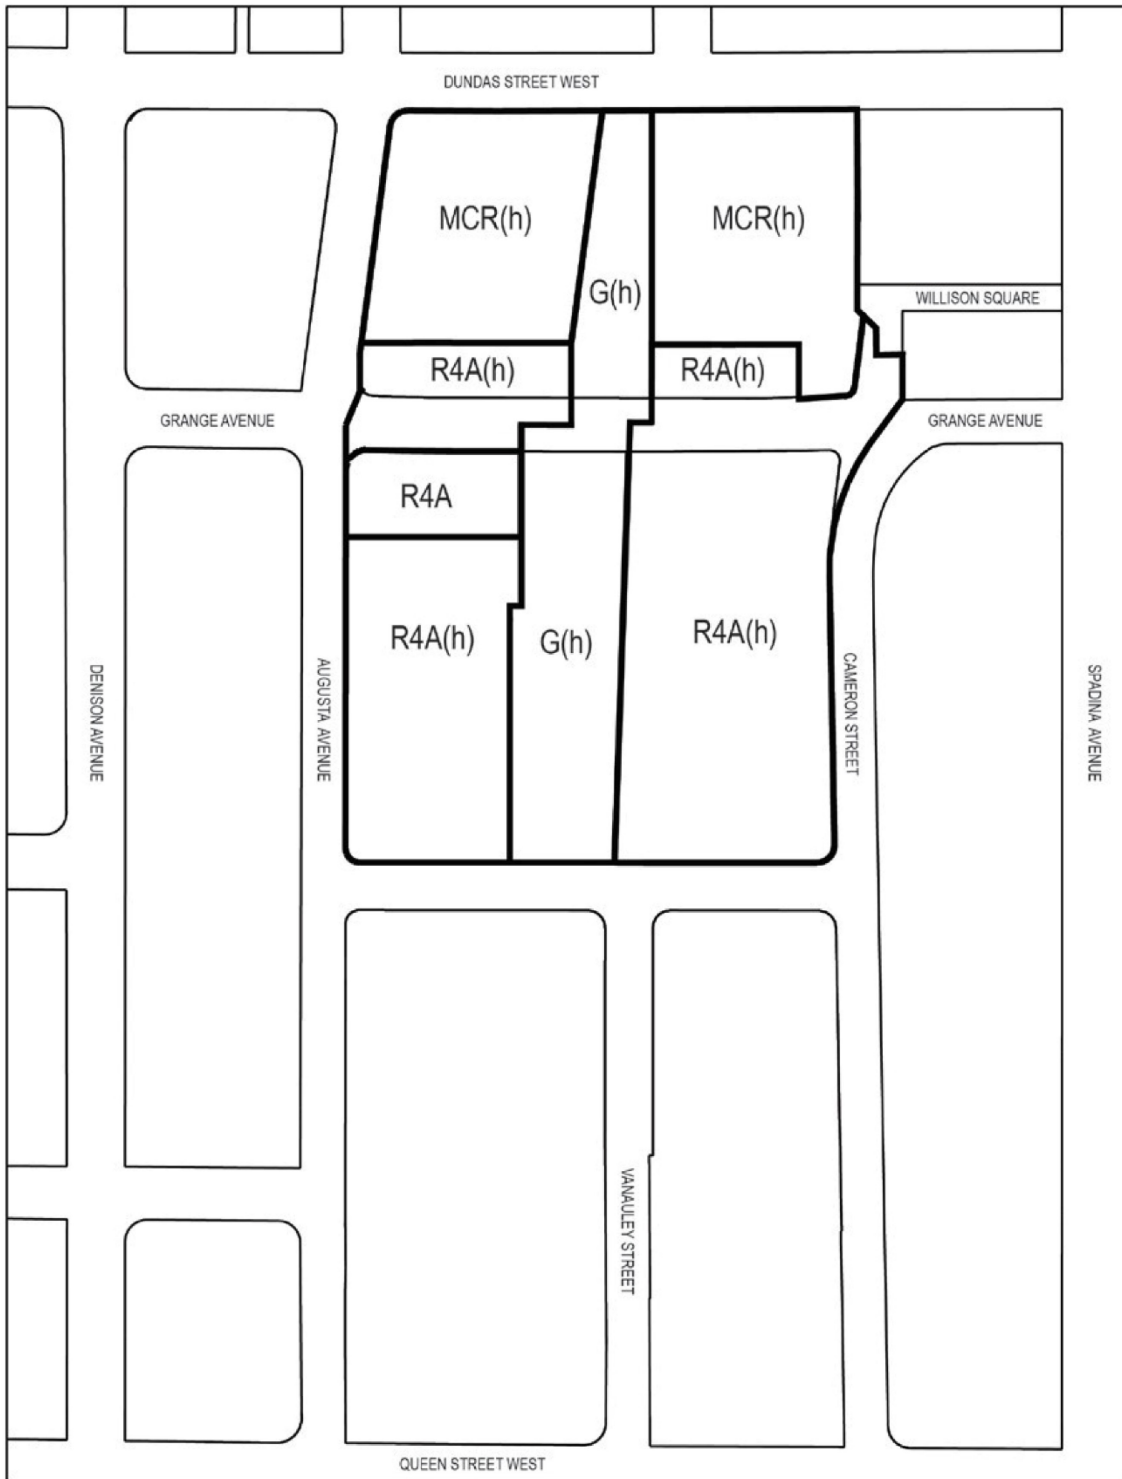 DUNDAS STREET WEST
MCR(h)
MCR(h)
G(h)
WILLISON SQUARE
R4A(h)
R4A(h)
GRANGE AVENUE
GRANGE AVENUE
R4A
R4A(h)
G(h)
R4A(h)
DENISON AVENUE
AUGUSTA AVENUE
CAMERON STREET
SPADINA AVENUE
VANAULEY STREET
QUEEN STREET WEST